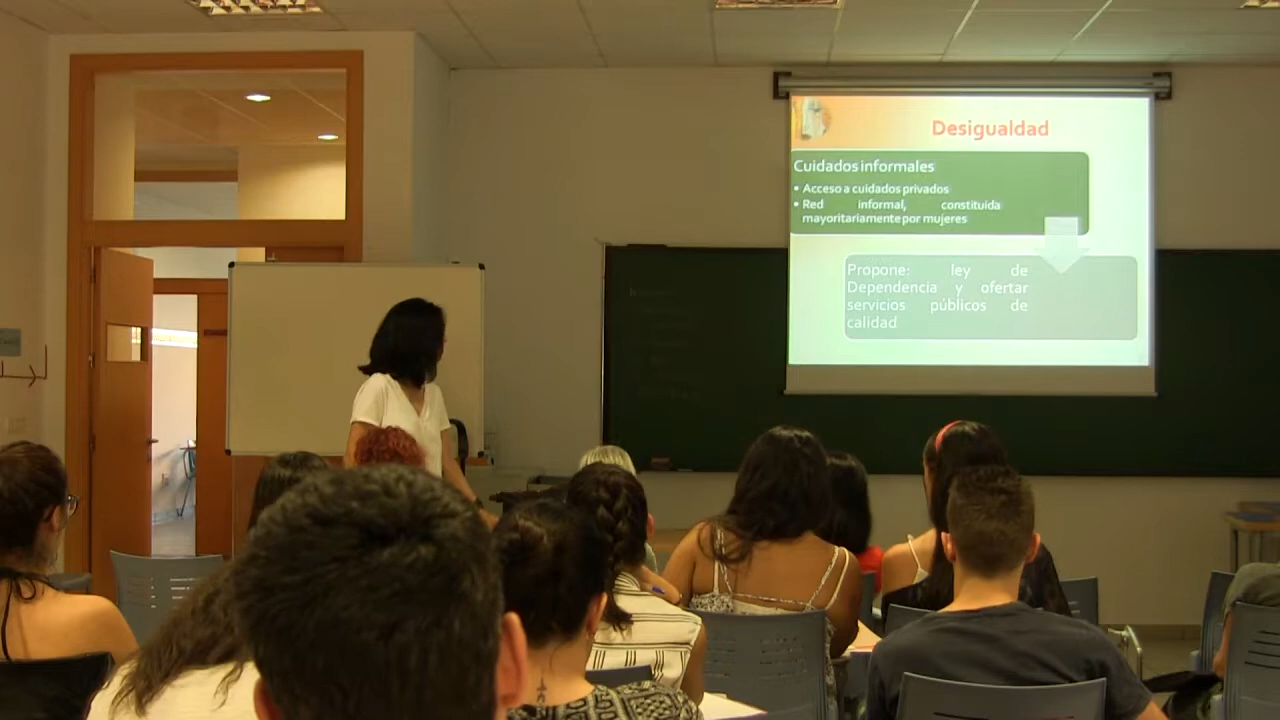 Desigualdad
Cuidados informales
• Acceso a cuidados privados
• Red informal, constituida
mayoritariamente por mujeres
Propone: ley de
Dependencia y ofertar
servicios públicos de
calidad